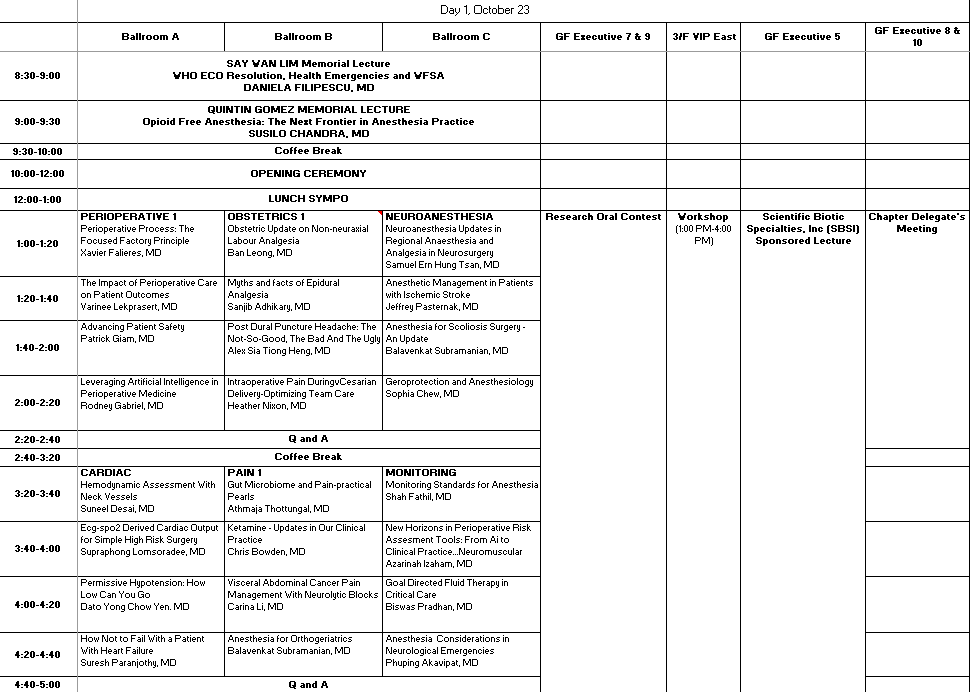 Day 1, October 23
Ballroom A
Ballroom B
Ballroom C
GF Executive 7 & 9
3/F VIP East
GF Executive 5
GF Executive 8 &
10
8:30-9:00
SAY WAN LIM Memorial Lecture
WHO ECO Resolution, Health Emergencies and WFSA
DANIELA FILIPESCU, MD
9:00-9:30
QUINTIN GOMEZ MEMORIAL LECTURE
Opioid Free Anesthesia: The Next Frontier in Anesthesia Practice
SUSILO CHANDRA, MD
9:30-10:00
Coffee Break
10:00-12:00
OPENING CEREMONY
12:00-1:00
LUNCH SYMPO
1:00-1:20
PERIOPERATIVE 1
Perioperative Process: The
Focused Factory Principle
Xavier Falieres, MD
OBSTETRICS 1
Obstetric Update on Non-neuraxial
Labour Analgesia
Ban Leong, MD
NEUROANESTHESIA
Neuroanesthesia Updates in
Regional Anaesthesia and
Analgesia in Neurosurgery
Samuel Ern Hung Tsan, MD
Research Oral Contest
Workshop
(1:00 PM-4:00
PM)
Scientific Biotic
Specialties, Inc (SBSI)
Sponsored Lecture
Chapter Delegate's
Meeting
1:20-1:40
The Impact of Perioperative Care
on Patient Outcomes
Varinee Lekprasert, MD
Myths and facts of Epidural
Analgesia
Sanjib Adhikary, MD
Anesthetic Management in Patients
with Ischemic Stroke
Jeffrey Pasternak, MD
1:40-2:00
Advancing Patient Safety
Patrick Giam, MD
Post Dural Puncture Headache: The
Not-So-Good, The Bad And The Ugly
Alex Sia Tiong Heng, MD
Anesthesia for Scoliosis Surgery -
An Update
Balavenkat Subramanian, MD
2:00-2:20
Leveraging Artificial Intelligence in
Perioperative Medicine
Rodney Gabriel, MD
Intraoperative Pain DuringvCesarian
Delivery-Optimizing Team Care
Heather Nixon, MD
Geroprotection and Anesthesiology
Sophia Chew, MD
2:20-2:40
Q and A
2:40-3:20
Coffee Break
3:20-3:40
CARDIAC
Hemodynamic Assessment With
Neck Vessels
Suneel Desai, MD
PAIN 1
Gut Microbiome and Pain-practical
Pearls
Athmaja Thottungal, MD
MONITORING
Monitoring Standards for Anesthesia
Shah Fathil, MD
3:40-4:00
Ecg-spo2 Derived Cardiac Output
for Simple High Risk Surgery
Supraphong Lomsoradee, MD
Ketamine - Updates in Our Clinical
Practice
Chris Bowden, MD
New Horizons in Perioperative Risk
Assesment Tools: From Ai to
Clinical Practice...Neuromuscular
Azarinah Izaham, MD
4:00-4:20
Permissive Hypotension: How
Low Can You Go
Dato Yong Chow Yen. MD
Visceral Abdominal Cancer Pain
Management With Neurolytic Blocks
Carina Li, MD
Goal Directed Fluid Therapy in
Critical Care
Biswas Pradhan, MD
4:20-4:40
How Not to Fail With a Patient
With Heart Failure
Suresh Paranjothy, MD
Anesthesia for Orthogeriatrics
Balavenkat Subramanian, MD
Anesthesia Considerations in
Neurological Emergencies
Phuping Akavipat, MD
4:40-5:00
Q and A